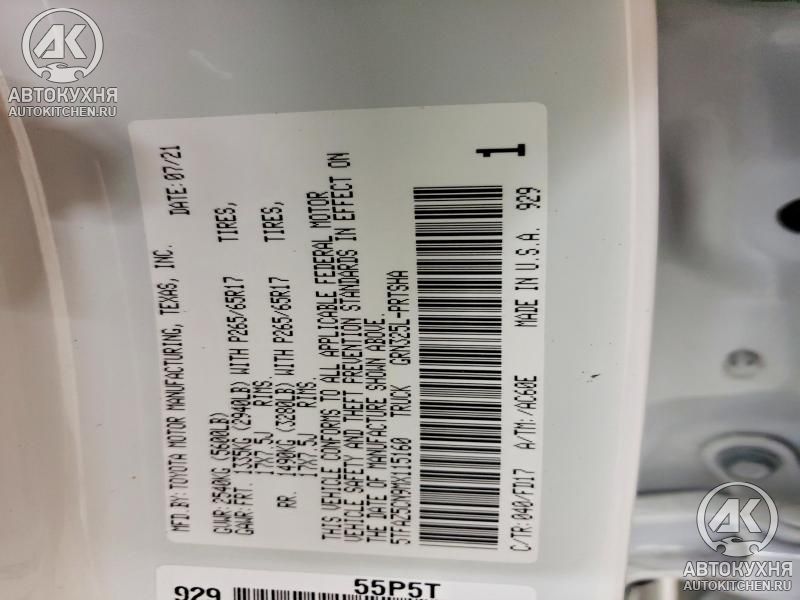 AK
АВТОКУХНЯ
AUTOKITCHEN.RU
MFD.BY: TOYOTA MOTOR MANUFACTURING, TEXAS, INC. DATE: 07/21
GVWR: 2540KG (5600LB)
GAWR: FRT. 1335KG (2940LB) WITH P265/65R17 TIRES,
17X7.5J RIMS.
RR. 1490KG (3280LB) WITH P265/65R17 TIRES,
17X7.5J RIMS.
THIS VEHICLE CONFORMS TO ALL APPLICABLE FEDERAL MOTOR
VEHICLE SAFETY AND THEFT PREVENTION STANDARDS IN EFFECT ON
THE DATE OF MANUFACTURE SHOWN ABOVE.
5TFAZ5CN9MX115160 TRUCK GRN325L-PRTSHA
C/TR: 040/FD17 A/TM: /AC60E MADE IN U.S.A. 929
1
929
55P5T
AK
АВТОКУХНЯ
AUTOKITCHEN.RU